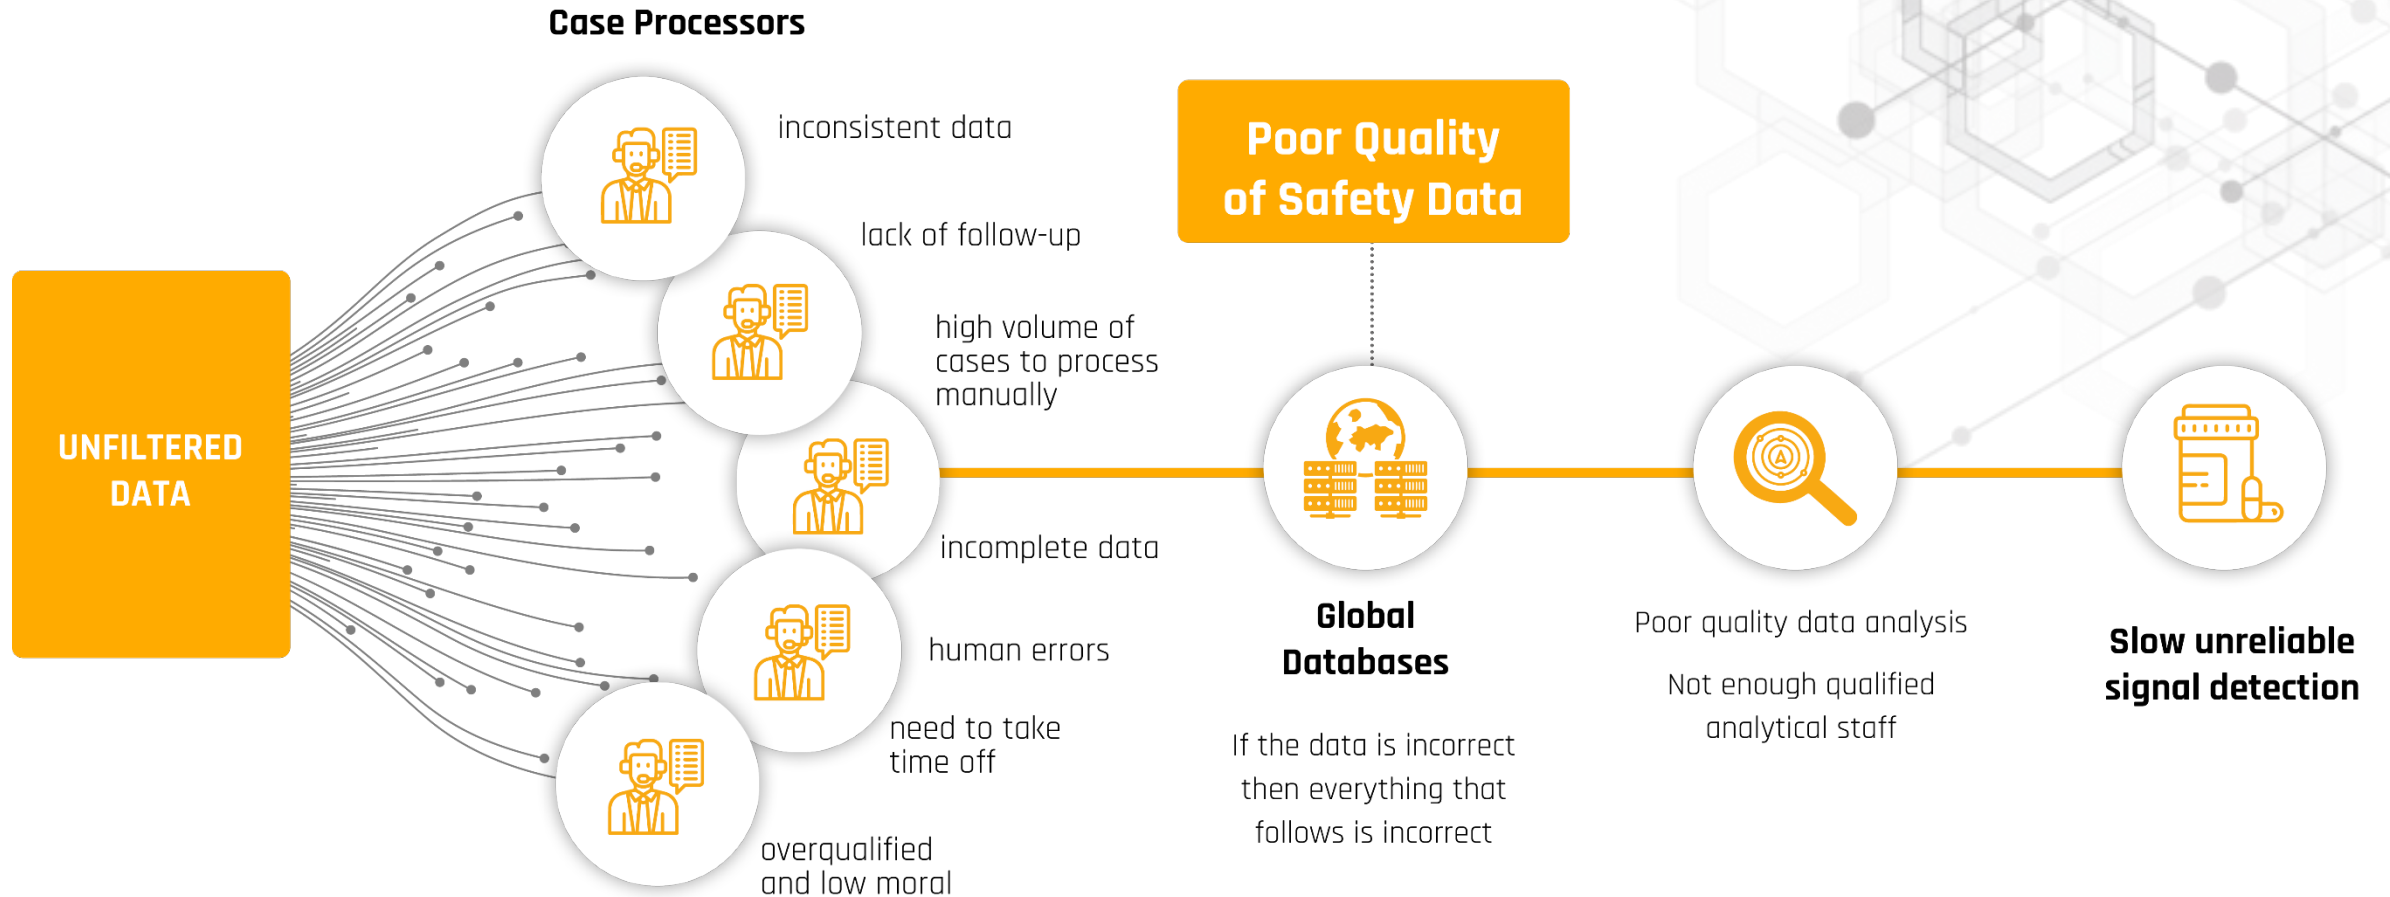 Case Processors
inconsistent data
lack of follow-up
high volume of
cases to process
manually
incomplete data
human errors
need to take
time off
overqualified
and low moral
UNFILTERED
DATA
Poor Quality
of Safety Data
Global
Databases
If the data is incorrect
then everything that
follows is incorrect
Poor quality data analysis
Not enough qualified
analytical staff
Slow unreliable
signal detection